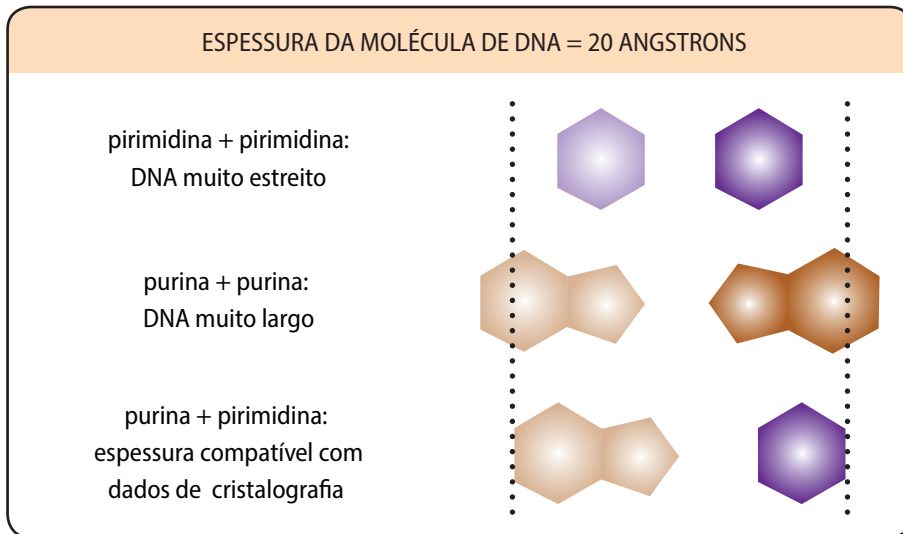 ESPESSURA DA MOLÉCULA DE DNA = 20 ANGSTRONS
pirimidina + pirimidina:
DNA muito estreito
purina + purina:
DNA muito largo
purina + pirimidina:
espessura compatível com
dados de cristalografia